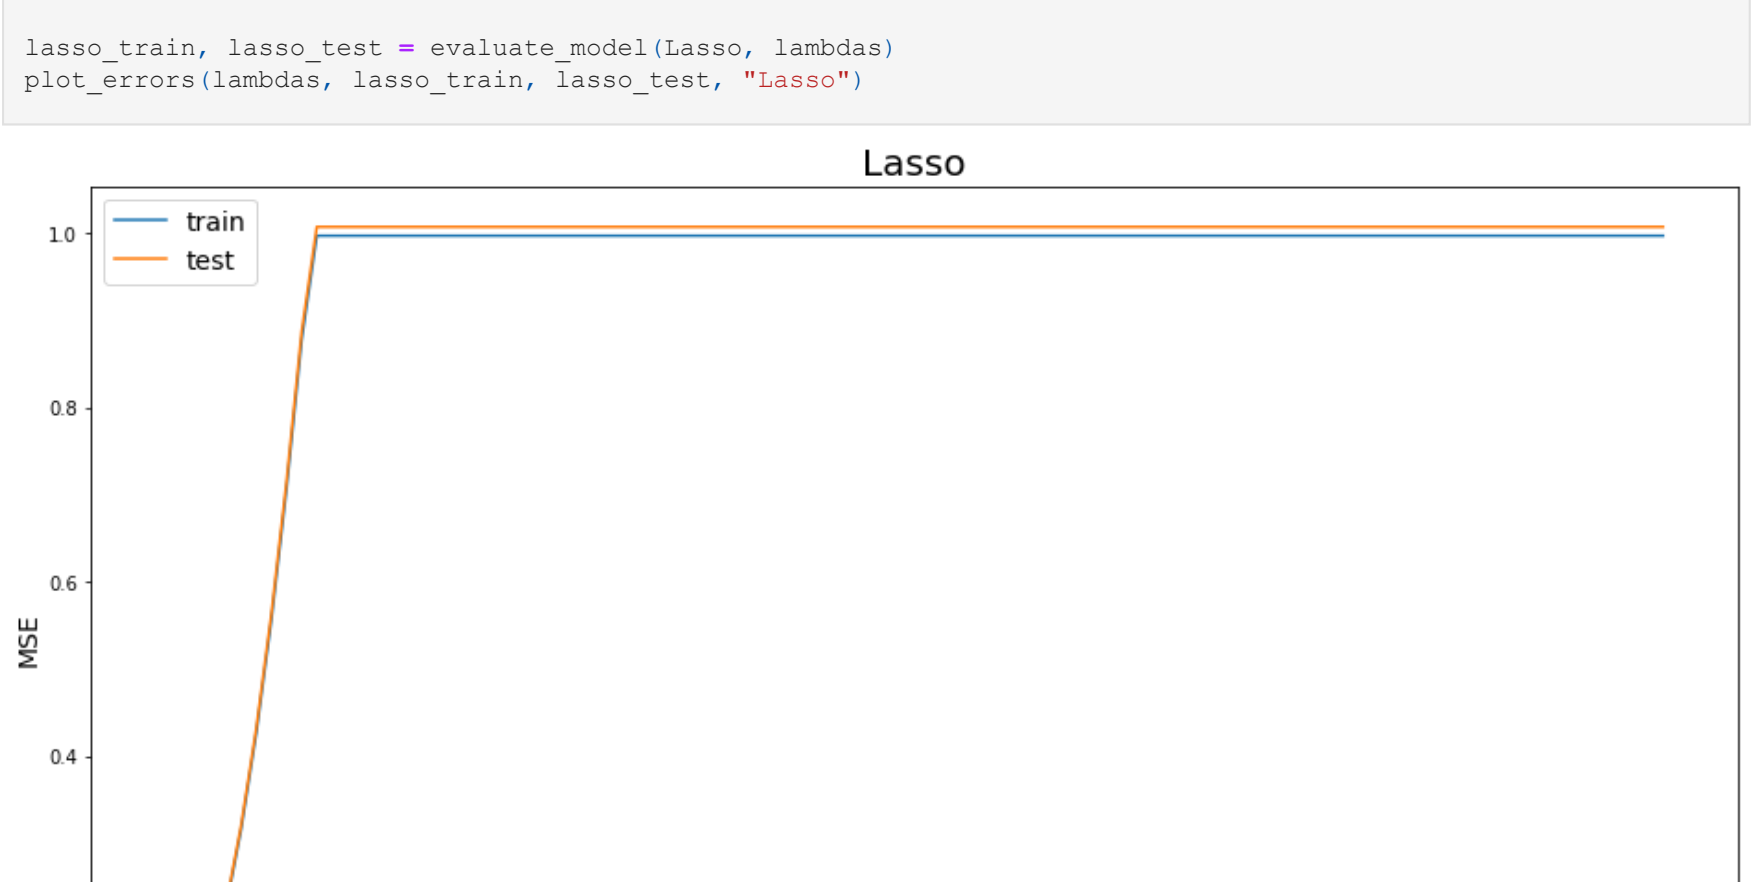 lasso_train, lasso_test = evaluate_model(Lasso, lambdas)
plot_errors(lambdas, lasso_train, lasso_test, "Lasso")
Lasso
train
test
1.0
0.8
0.6
MSE
0.4